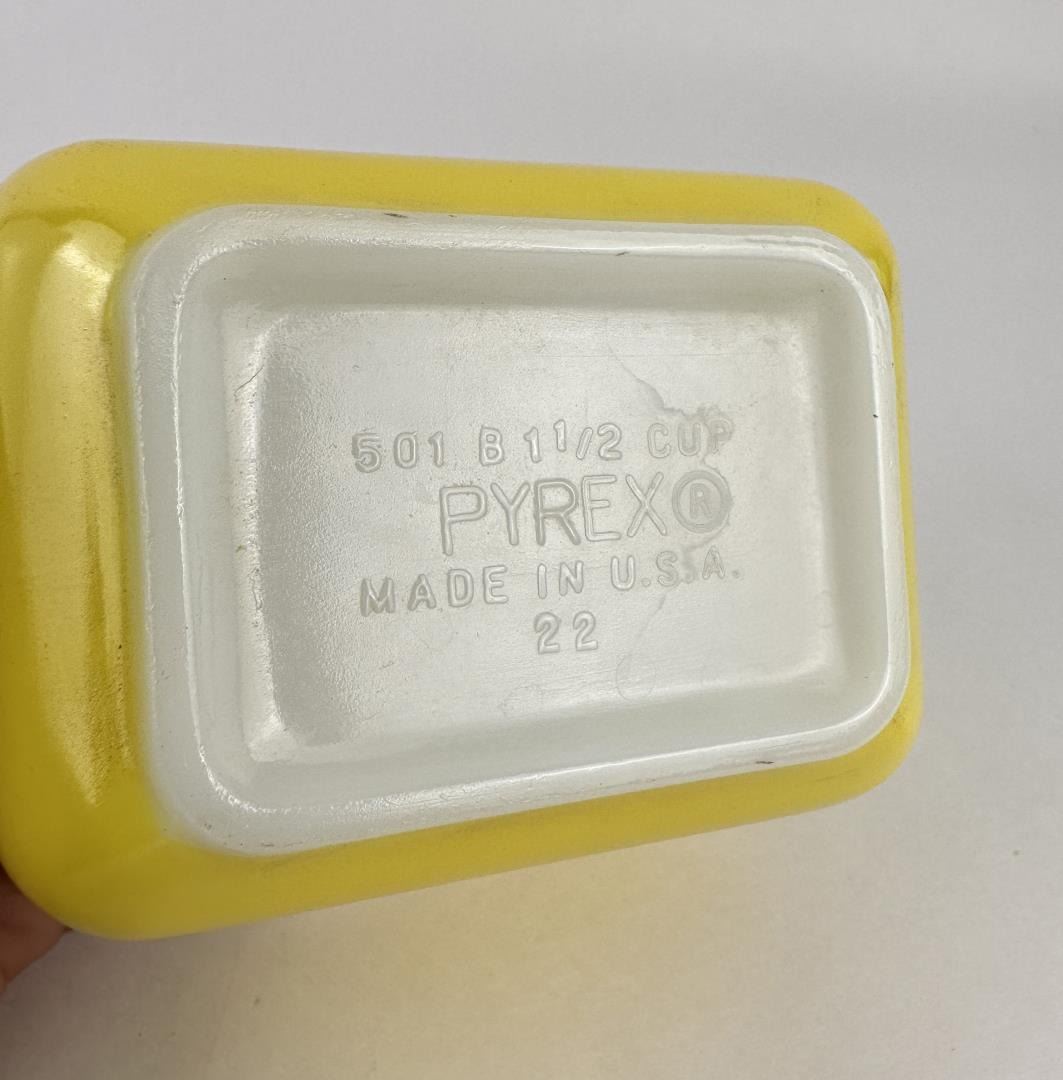 501 B 1 1/2 CUP
PYREX®
MADE IN U.S.A.
22